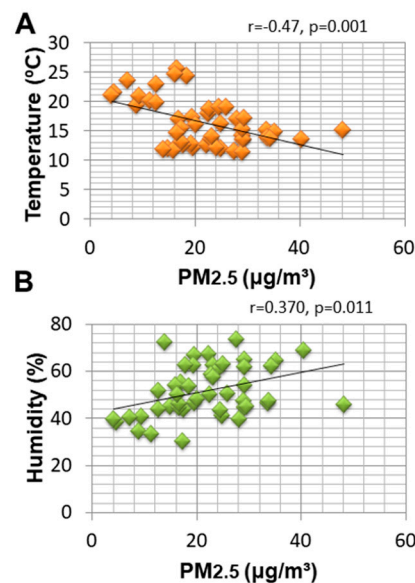 A
r=-0.47, p=0.001
30
25
20
15
10
5
0
Temperature (ºC)
0 20 40 60
PM2.5 (µg/m³)
B
r=0.370, p=0.011
80
60
40
20
0
Humidity (%)
0 20 40 60
PM2.5 (µg/m³)